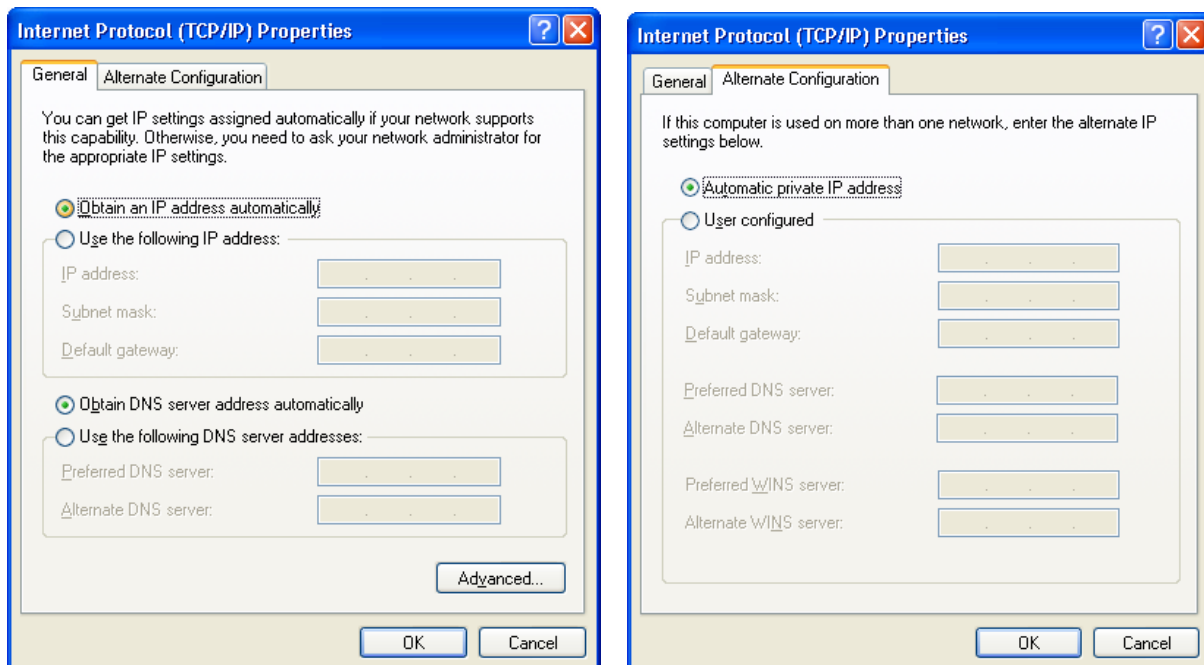 Internet Protocol (TCP/IP) Properties
General
Alternate Configuration
You can get IP settings assigned automatically if your network supports
this capability. Otherwise, you need to ask your network administrator for
the appropriate IP settings.
Obtain an IP address automatically
Use the following IP address:
IP address:
Subnet mask:
Default gateway:
Obtain DNS server address automatically
Use the following DNS server addresses:
Preferred DNS server:
Alternate DNS server:
Advanced...
OK
Cancel
Internet Protocol (TCP/IP) Properties
General
Alternate Configuration
If this computer is used on more than one network, enter the alternate IP
settings below.
Automatic private IP address
User configured
IP address:
Subnet mask:
Default gateway:
Preferred DNS server:
Alternate DNS server:
Preferred WINS server:
Alternate WINS server:
OK
Cancel